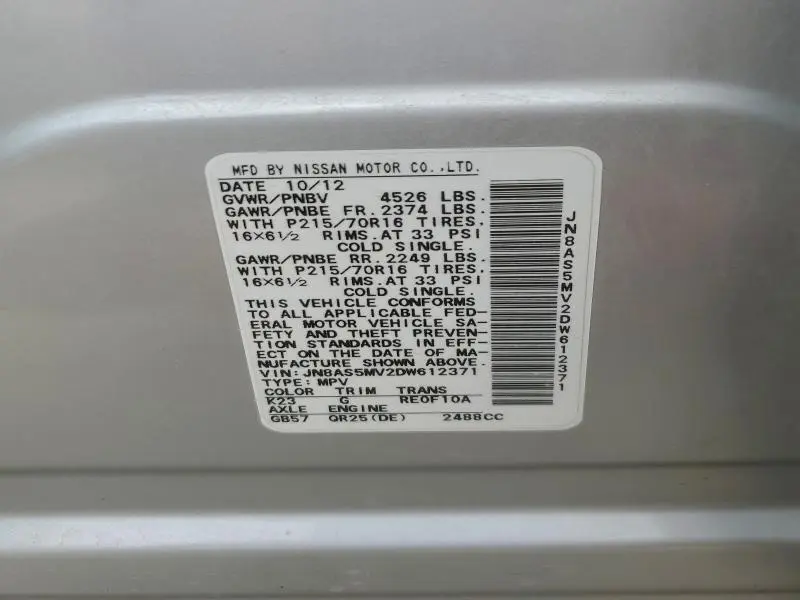 MFD BY NISSAN MOTOR CO.,LTD.
DATE 10/12
GVWR/PNBV 4526 LBS.
GAWR/PNBE FR. 2374 LBS.
WITH P215/70R16 TIRES.
16×6½ RIMS.AT 33 PSI
COLD SINGLE.
GAWR/PNBE RR. 2249 LBS.
WITH P215/70R16 TIRES.
16×6½ RIMS.AT 33 PSI
COLD SINGLE.
THIS VEHICLE CONFORMS
TO ALL APPLICABLE FED-
ERAL MOTOR VEHICLE SA-
FETY AND THEFT PREVEN-
TION STANDARDS IN EFF-
ECT ON THE DATE OF MA-
NUFACTURE SHOWN ABOVE.
VIN: JN8AS5MV2DW612371
TYPE: MPV
COLOR TRIM TRANS
K23 G RE0F10A
AXLE ENGINE
GB57 QR25(DE) 2488CC
JN8AS5MV2DW612371